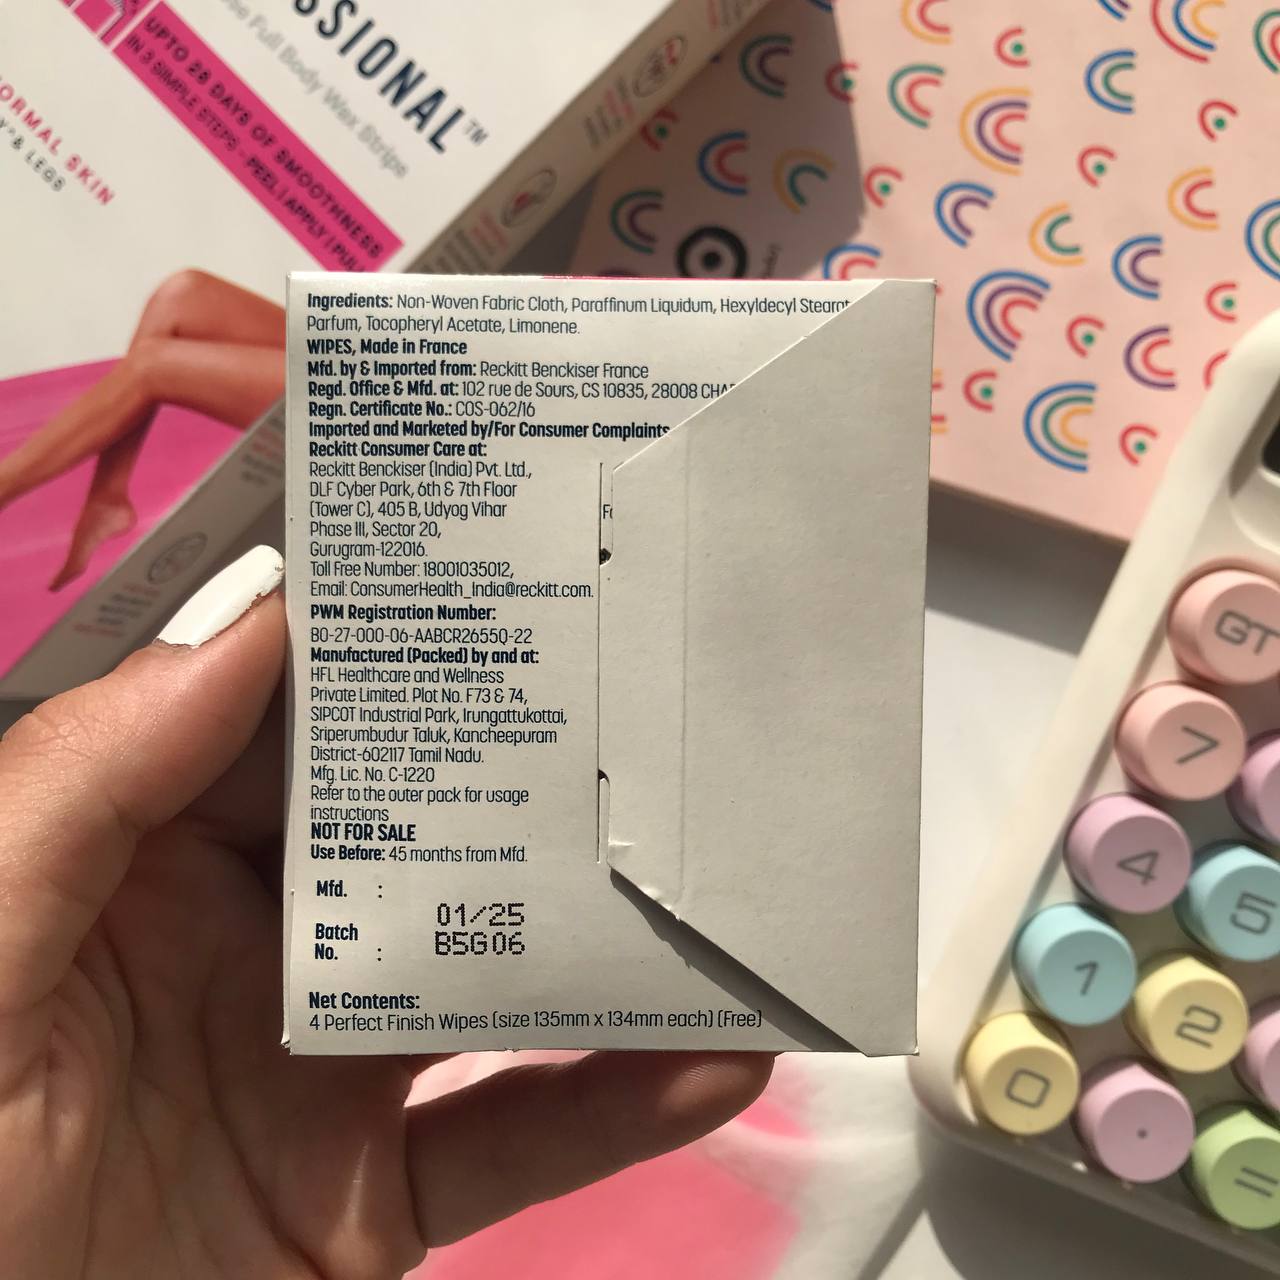 SSIONAL™
Full Body Wax Strips
UPTO 28 DAYS OF SMOOTHNESS
IN 3 SIMPLE STEPS - PEEL | APPLY |
ORMAL SKIN
& LEGS
Ingredients: Non-Woven Fabric Cloth, Paraffinum Liquidum, Hexyldecyl Stearat
Parfum, Tocopheryl Acetate, Limonene.
WIPES, Made in France
Mfd. by & Imported from: Reckitt Benckiser France
Regd. Office & Mfd. at: 102 rue de Sours, CS 10835, 28008 CHA
Regn. Certificate No.: COS-062/16
Imported and Marketed by/For Consumer Complaints
Reckitt Consumer Care at:
Reckitt Benckiser (India) Pvt. Ltd.,
DLF Cyber Park, 6th & 7th Floor
(Tower C), 405 B, Udyog Vihar
Phase III, Sector 20,
Gurugram-122016.
Toll Free Number: 18001035012,
Email: ConsumerHealth_India@reckitt.com.
PWM Registration Number:
BO-27-000-06-AABCR2655Q-22
Manufactured (Packed) by and at:
HFL Healthcare and Wellness
Private Limited. Plot No. F73 & 74,
SIPCOT Industrial Park, Irungattukottai,
Sriperumbudur Taluk, Kancheepuram
District-602117 Tamil Nadu.
Mfg. Lic. No. C-1220
Refer to the outer pack for usage
instructions
NOT FOR SALE
Use Before: 45 months from Mfd.
Mfd. : 01/25
Batch
No. : B5G06
Net Contents:
4 Perfect Finish Wipes (size 135mm x 134mm each) (Free)
GT
7
4
5
1
2
0
.
=